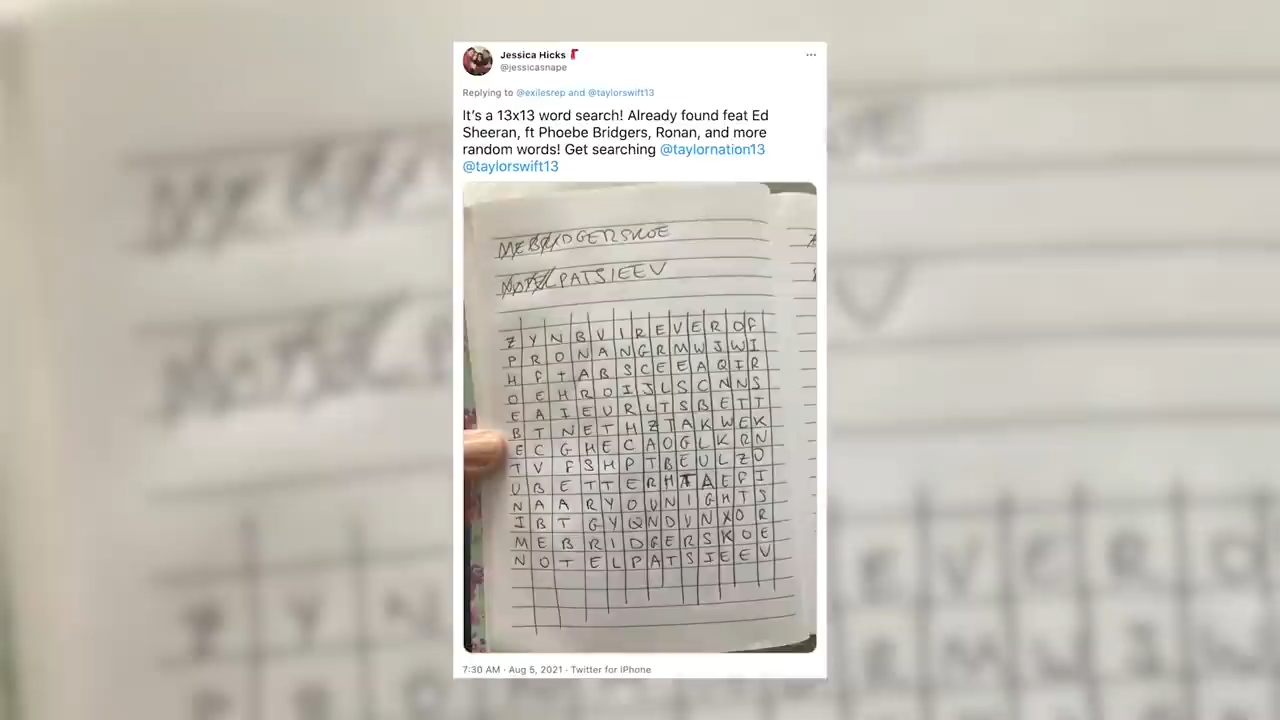 Jessica Hicks
@jessicasnape
Replying to @exilesrep and @taylorswift13
It's a 13x13 word search! Already found feat Ed
Sheeran, ft Phoebe Bridgers, Ronan, and more
random words! Get searching @taylornation13
@taylorswift13
PATSIEEV
Z Y N B V I R E V E R O F
P R O N A N G R M W J W I
H F T A B S C E E A Q I R
O E H R O I J L S C N N S
E A I E U R L T S B E T T
B T N E T H Z T A K W E K
E C G H E C A O G L K R N
T V F S H P T B E U L Z O
U B E T T E R H T A E F I
N A A R Y O U N I G H T S
I B T G Y Q N D V N X O R
M E B R I D G E R S K O E
N O T E L P A T S I E E V
7:30 AM · Aug 5, 2021 · Twitter for iPhone